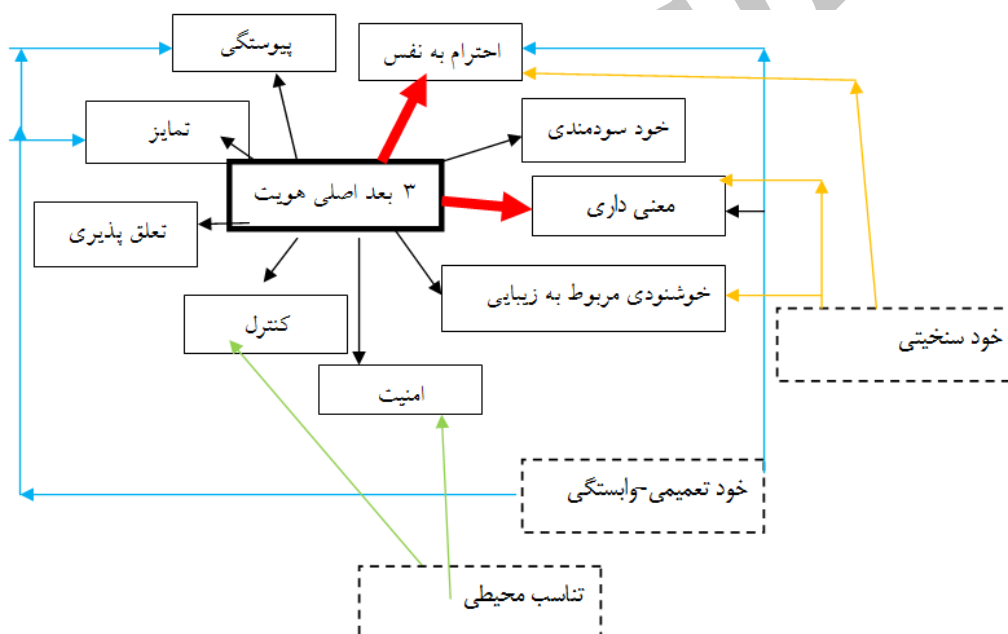 پیوستگی
احترام به نفس
تمایز
خود سودمندی
۳ بعد اصلی هویت
معنی داری
تعلق پذیری
خوشنودی مربوط به زیبایی
کنترل
خود سنخیتی
امنیت
خود تعمیمی-وابستگی
تناسب محیطی